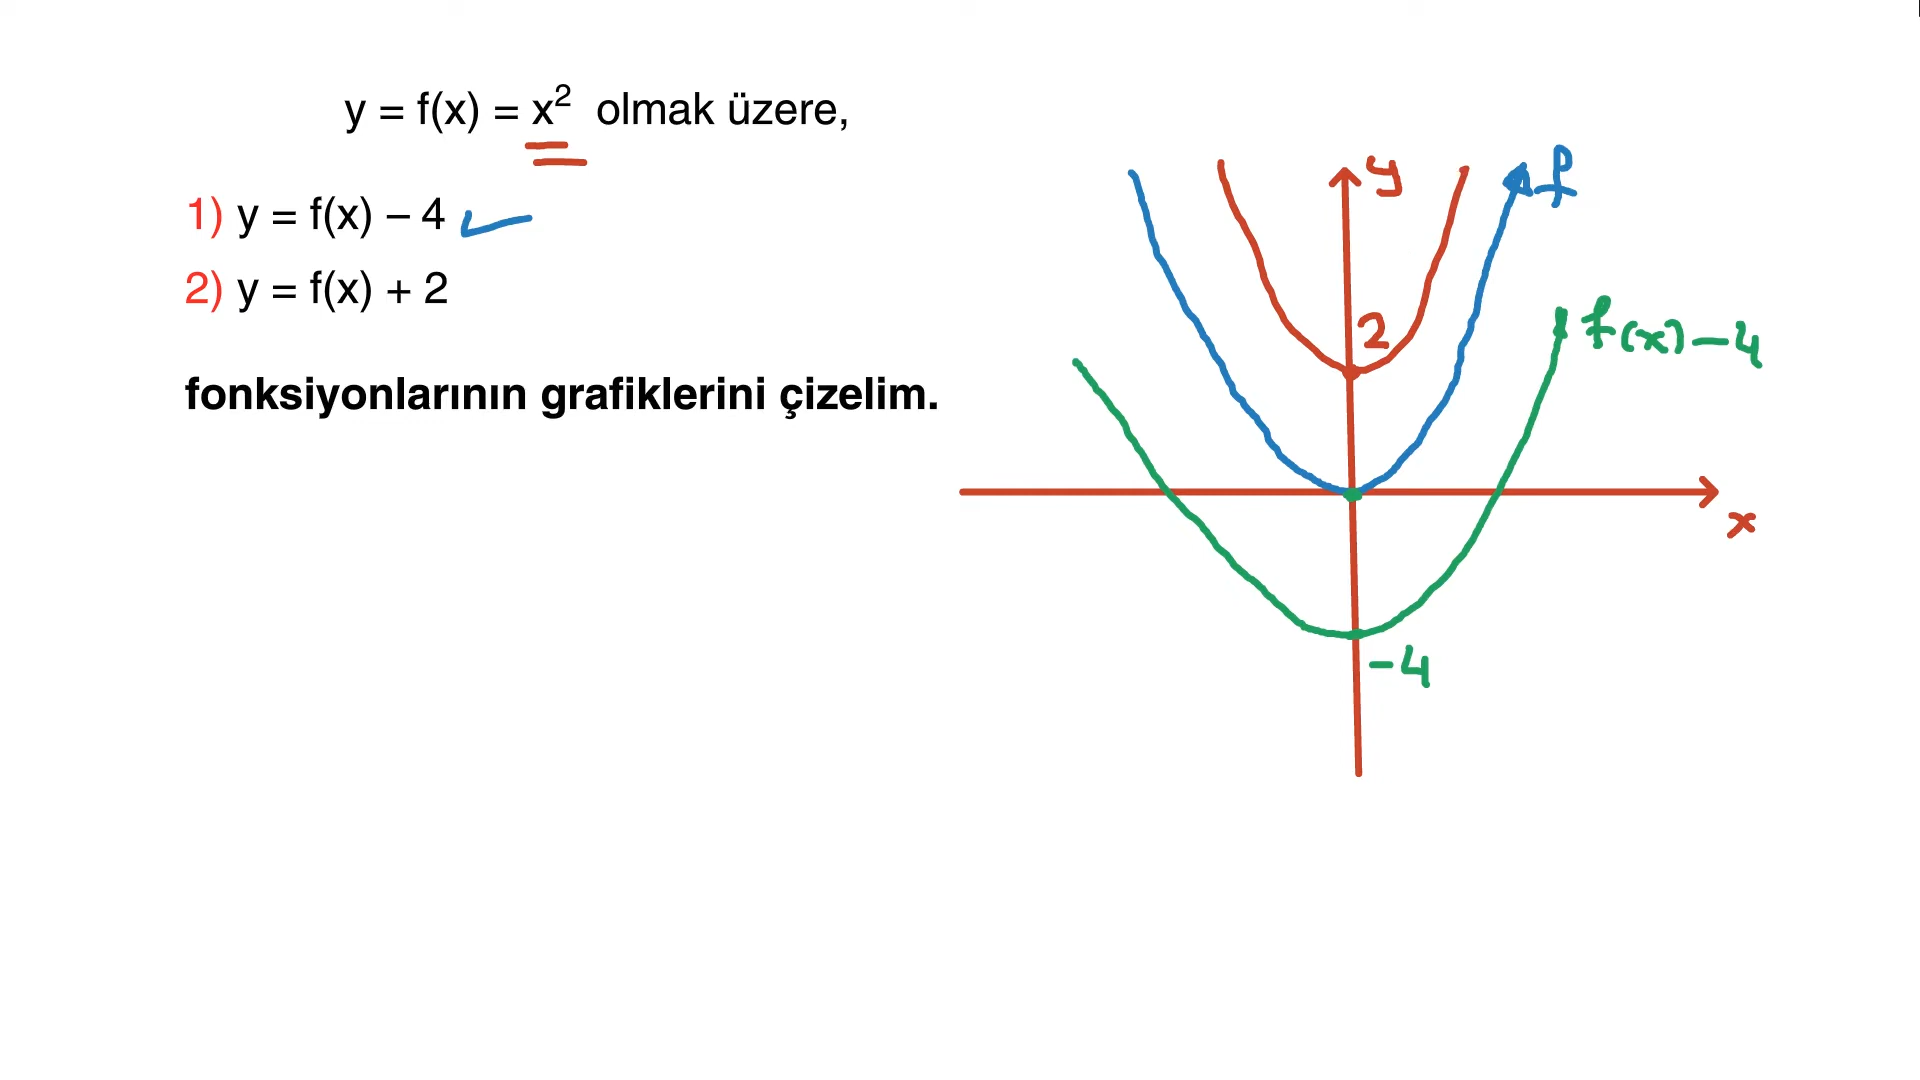 y = f(x) = x² olmak üzere,
1) y = f(x) – 4
2) y = f(x) + 2
fonksiyonlarının grafiklerini çizelim.
y
f
2
f(x)-4
x
-4